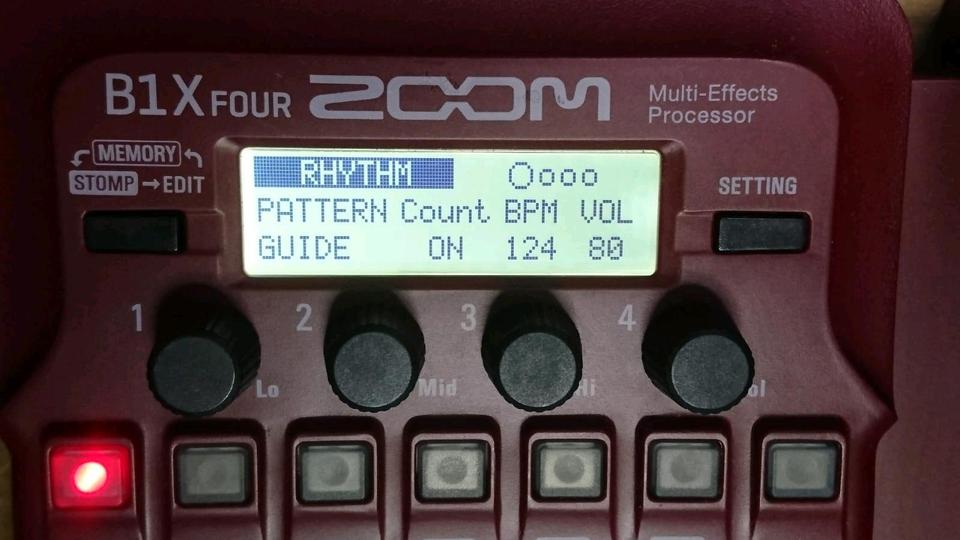 B1X FOUR ZOOM Multi-Effects
Processor
MEMORY
STOMP → EDIT
SETTING
RHYTHM
PATTERN Count BPM VOL
GUIDE ON 124 80
1 2 3 4
Lo Mid Hi